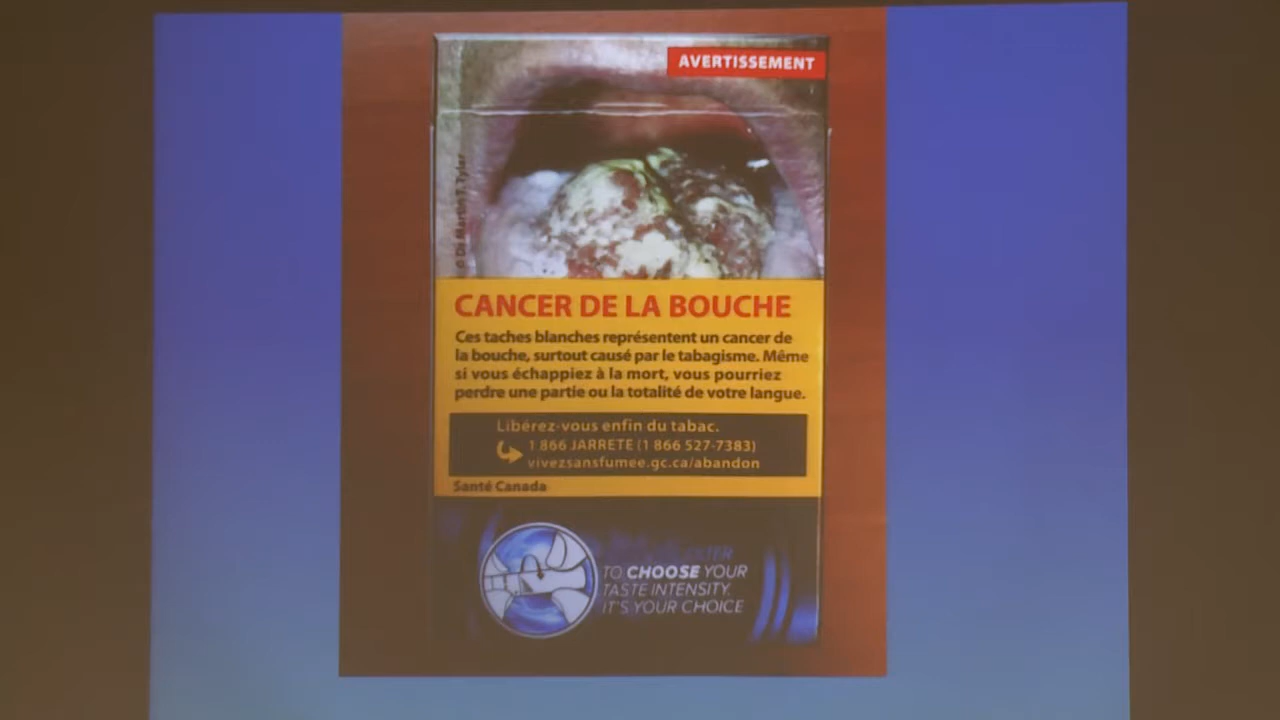 AVERTISSEMENT
© Dr Martin T. Tyler
CANCER DE LA BOUCHE
Ces taches blanches représentent un cancer de
la bouche, surtout causé par le tabagisme. Même
si vous échappiez à la mort, vous pourriez
perdre une partie ou la totalité de votre langue.
Libérez-vous enfin du tabac.
1 866 JARRETE (1 866 527-7383)
vivezsansfumee.gc.ca/abandon
Santé Canada
TO CHOOSE YOUR
TASTE INTENSITY.
IT'S YOUR CHOICE